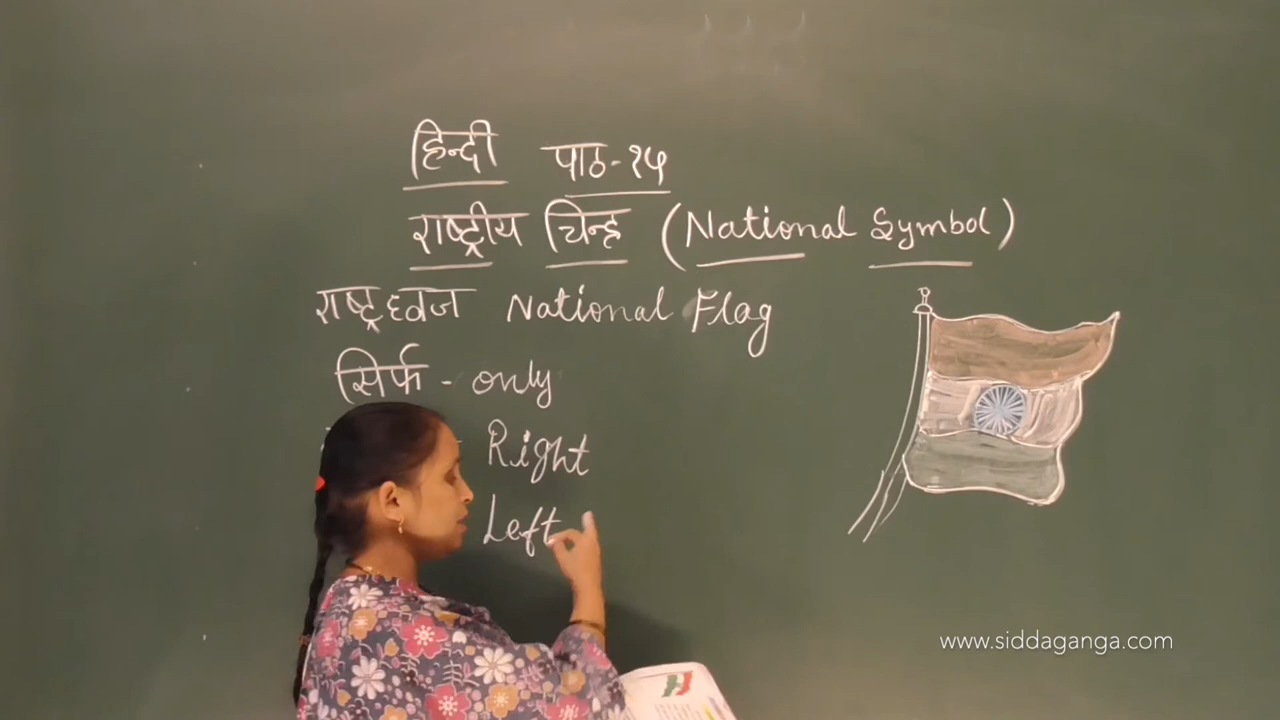 हिन्दी पाठ-१५
राष्ट्रीय चिन्ह (National Symbol)
राष्ट्रध्वज National Flag
सिर्फ - only
Right
Left
www.siddaganga.com